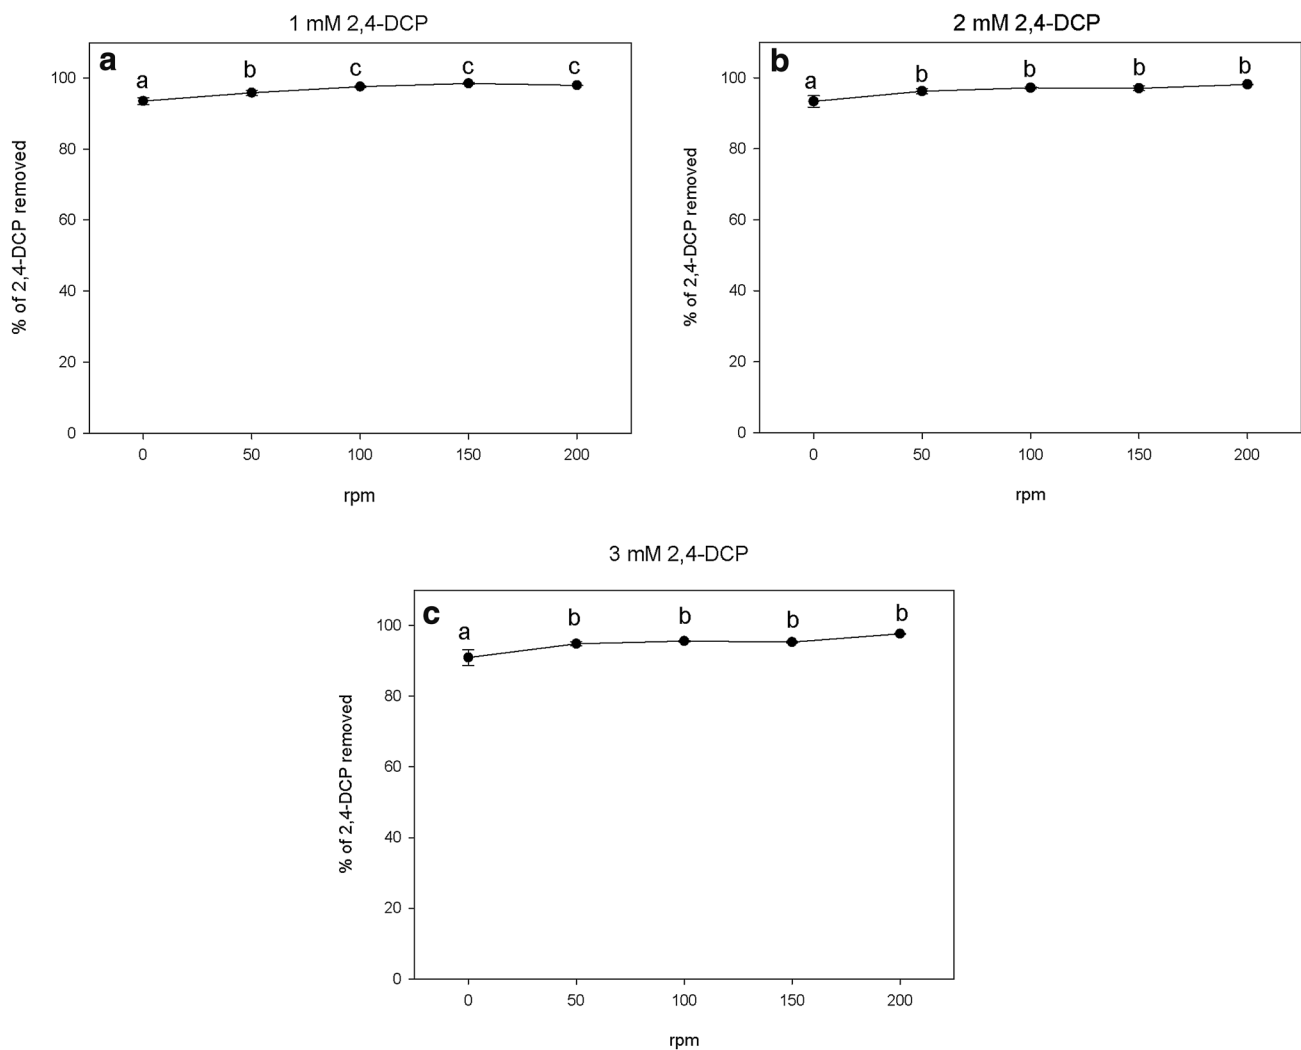 1 mM 2,4-DCP
a
a b c c c
100
80
60
40
20
0
% of 2,4-DCP removed
0 50 100 150 200
rpm
2 mM 2,4-DCP
b
a b b b b
100
80
60
40
20
0
% of 2,4-DCP removed
0 50 100 150 200
rpm
3 mM 2,4-DCP
c
a b b b b
100
80
60
40
20
0
% of 2,4-DCP removed
0 50 100 150 200
rpm